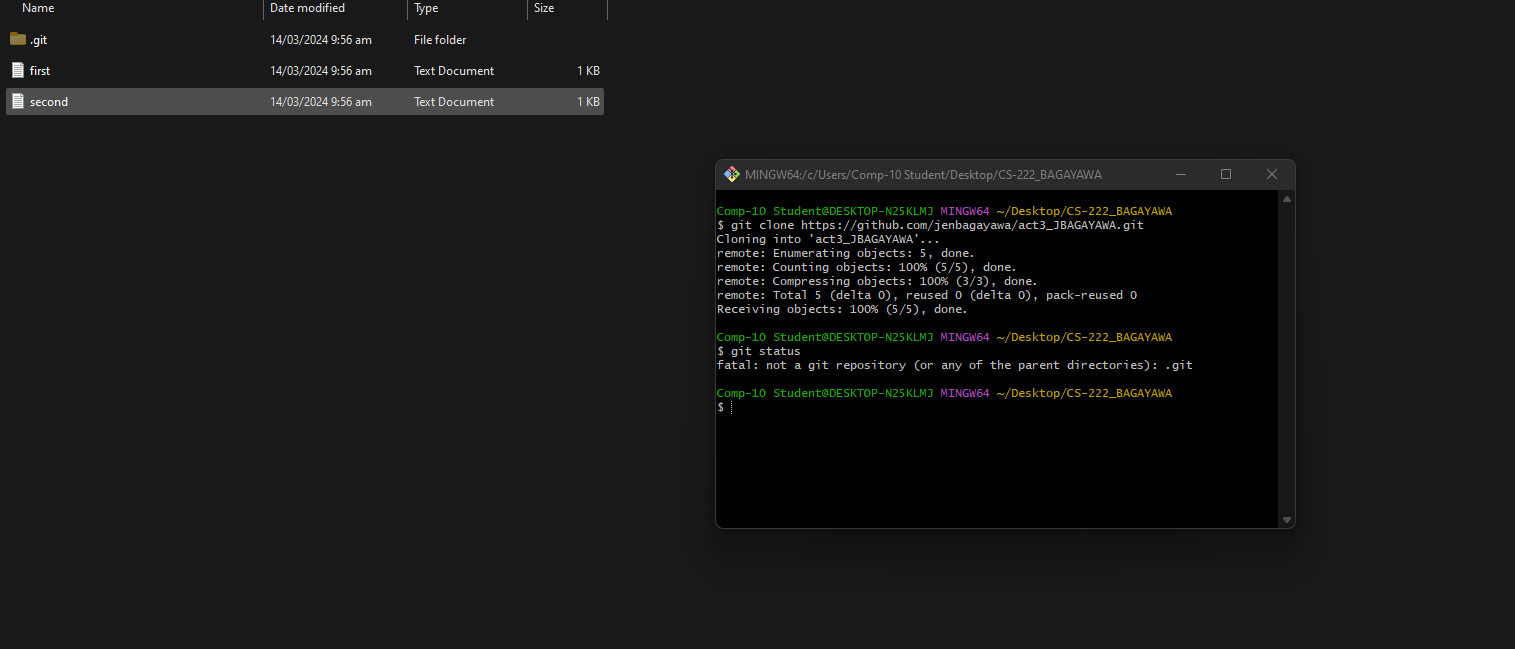 Name Date modified Type Size
.git 14/03/2024 9:56 am File folder
first 14/03/2024 9:56 am Text Document 1 KB
second 14/03/2024 9:56 am Text Document 1 KB
MINGW64:/c/Users/Comp-10 Student/Desktop/CS-222_BAGAYAWA
Comp-10 Student@DESKTOP-N25KLMJ MINGW64 ~/Desktop/CS-222_BAGAYAWA
$ git clone https://github.com/jenbagayawa/act3_JBAGAYAWA.git
Cloning into 'act3_JBAGAYAWA'...
remote: Enumerating objects: 5, done.
remote: Counting objects: 100% (5/5), done.
remote: Compressing objects: 100% (3/3), done.
remote: Total 5 (delta 0), reused 0 (delta 0), pack-reused 0
Receiving objects: 100% (5/5), done.
Comp-10 Student@DESKTOP-N25KLMJ MINGW64 ~/Desktop/CS-222_BAGAYAWA
$ git status
fatal: not a git repository (or any of the parent directories): .git
Comp-10 Student@DESKTOP-N25KLMJ MINGW64 ~/Desktop/CS-222_BAGAYAWA
$